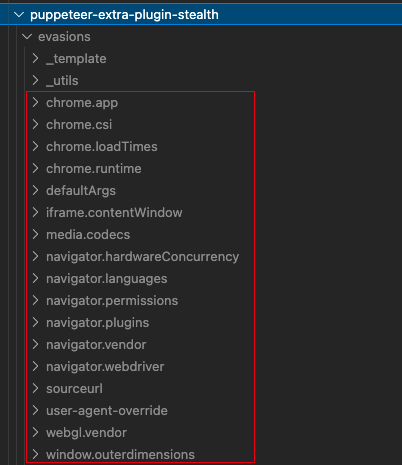 puppeteer-extra-plugin-stealth
evasions
_template
_utils
chrome.app
chrome.csi
chrome.loadTimes
chrome.runtime
defaultArgs
iframe.contentWindow
media.codecs
navigator.hardwareConcurrency
navigator.languages
navigator.permissions
navigator.plugins
navigator.vendor
navigator.webdriver
sourceurl
user-agent-override
webgl.vendor
window.outerdimensions